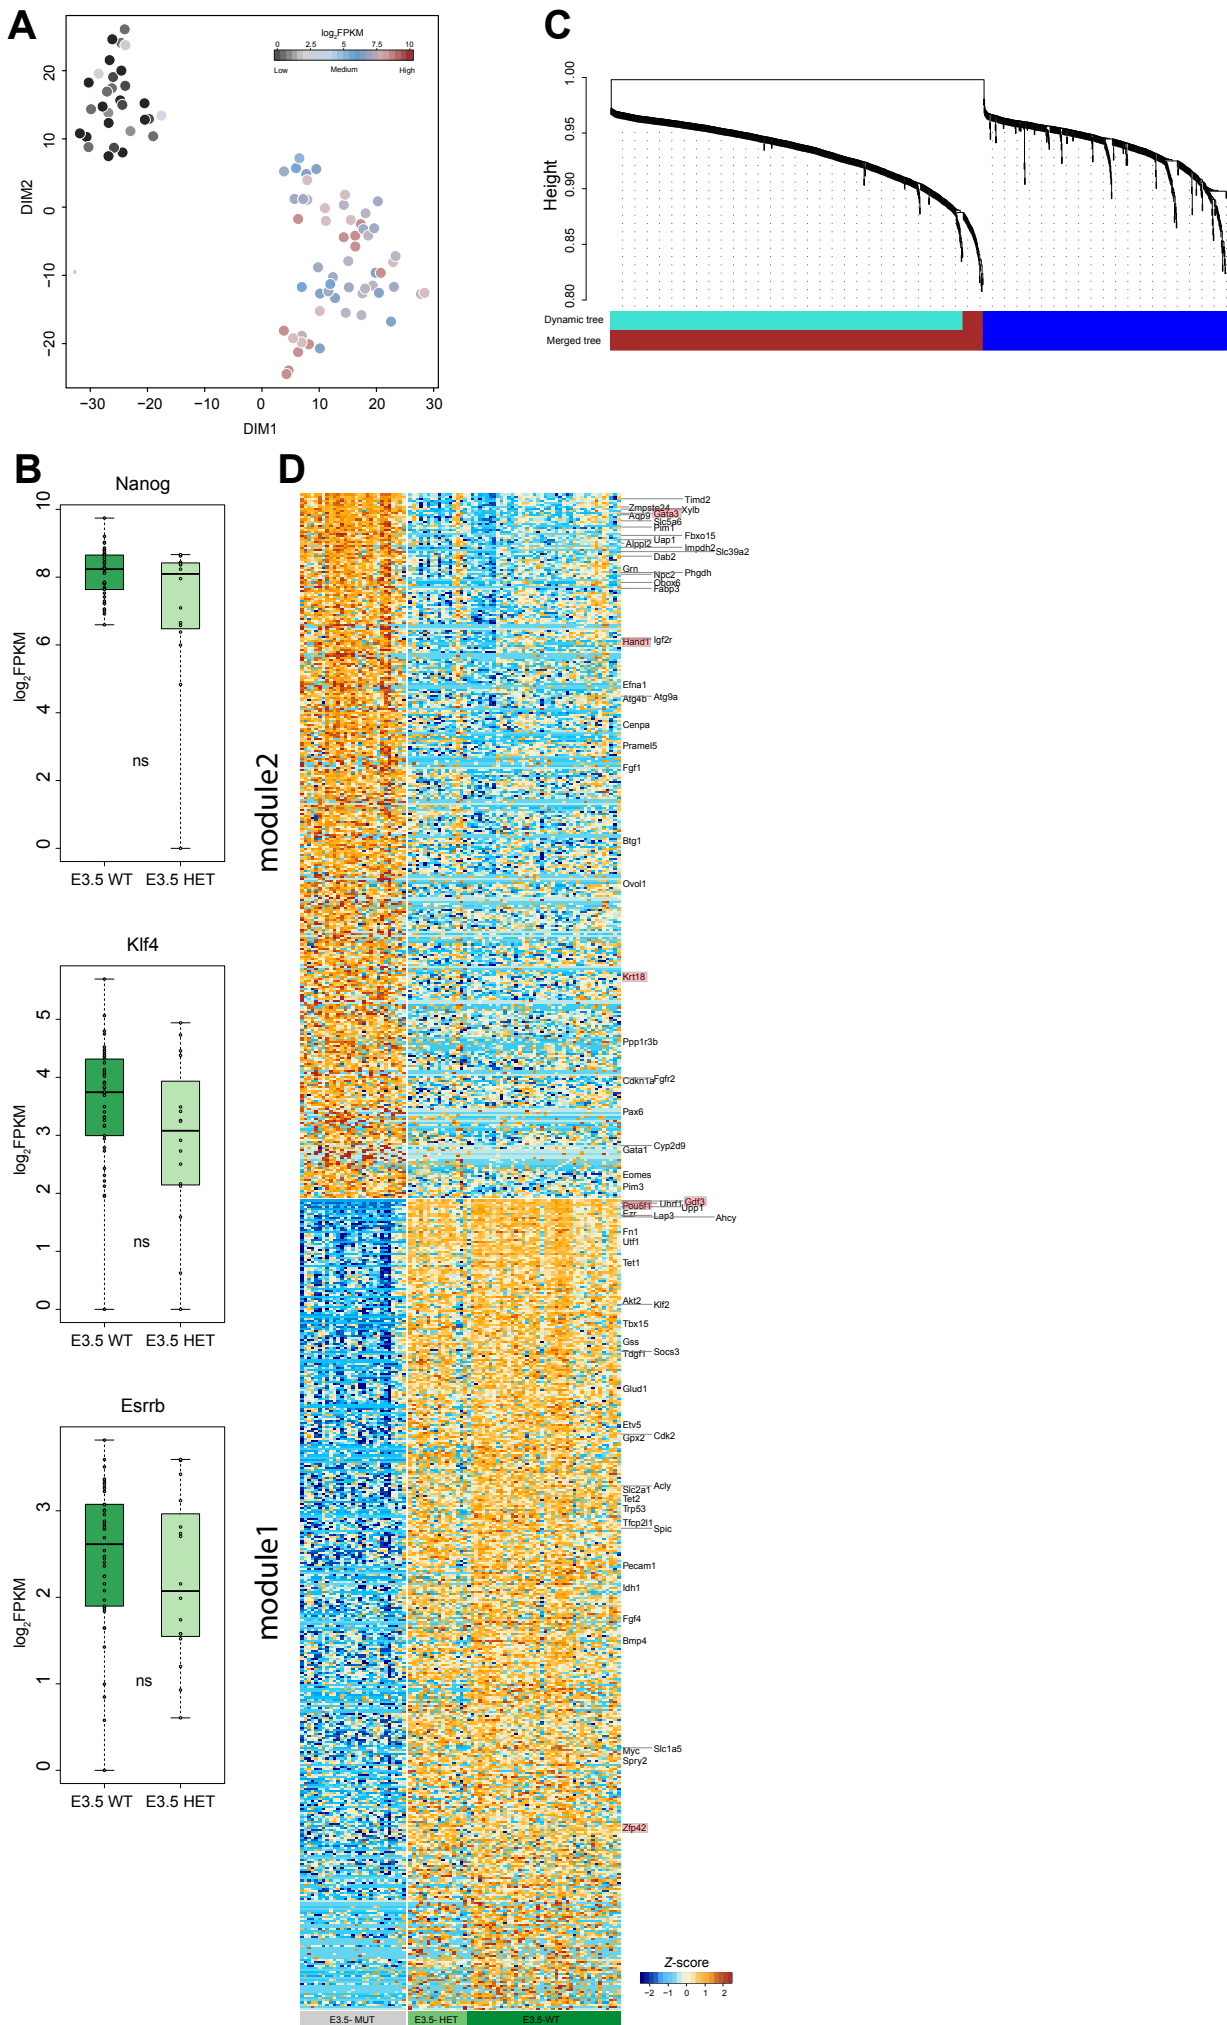 A
log2FPKM
0 2.5 5 7.5 10
Low Medium High
DIM2
20
10
0
−10
−20
−30 −20 −10 0 10 20 30
DIM1
C
Height
1.00
0.95
0.90
0.85
0.80
Dynamic tree
Merged tree
B
Nanog
log2FPKM
10
8
6
4
2
0
ns
E3.5 WT E3.5 HET
Klf4
log2FPKM
5
4
3
2
1
0
ns
E3.5 WT E3.5 HET
Esrrb
log2FPKM
3
2
1
0
ns
E3.5 WT E3.5 HET
D
module2
module1
Timd2
Zmpste24
Xylb
Aqp9 Gata3
Slc5a6
Pim1
Fbxo15
Uap1
Alppl2
Impdh2
Slc39a2
Dab2
Grn
Phgdh
Npc2
Obox6
Fabp3
Hand1 Igf2r
Efna1
Atg4b Atg9a
Cenpa
Pramel5
Fgf1
Btg1
Ovol1
Krt18
Ppp1r3b
Cdkn1a Fgfr2
Pax6
Cyp2d9
Gata1
Eomes
Pim3
Gdf3
Pou5f1 Uhrf1 Upp1
Ezr Lap3 Ahcy
Fn1
Utf1
Tet1
Akt2
Klf2
Tbx15
Gss
Tdgf1 Socs3
Glud1
Etv5
Gpx2 Cdk2
Acly
Slc2a1
Tet2
Trp53
Tfcp2l1
Spic
Pecam1
Idh1
Fgf4
Bmp4
Myc Slc1a5
Spry2
Zfp42
Z-score
−2 −1 0 1 2
E3.5- MUT E3.5- HET E3.5-WT